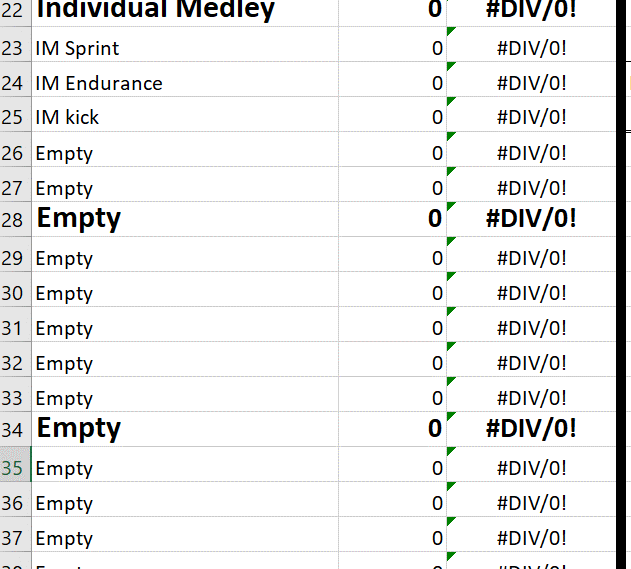 22 Individual Medley 0 #DIV/0!
23 IM Sprint 0 #DIV/0!
24 IM Endurance 0 #DIV/0!
25 IM kick 0 #DIV/0!
26 Empty 0 #DIV/0!
27 Empty 0 #DIV/0!
28 Empty 0 #DIV/0!
29 Empty 0 #DIV/0!
30 Empty 0 #DIV/0!
31 Empty 0 #DIV/0!
32 Empty 0 #DIV/0!
33 Empty 0 #DIV/0!
34 Empty 0 #DIV/0!
35 Empty 0 #DIV/0!
36 Empty 0 #DIV/0!
37 Empty 0 #DIV/0!